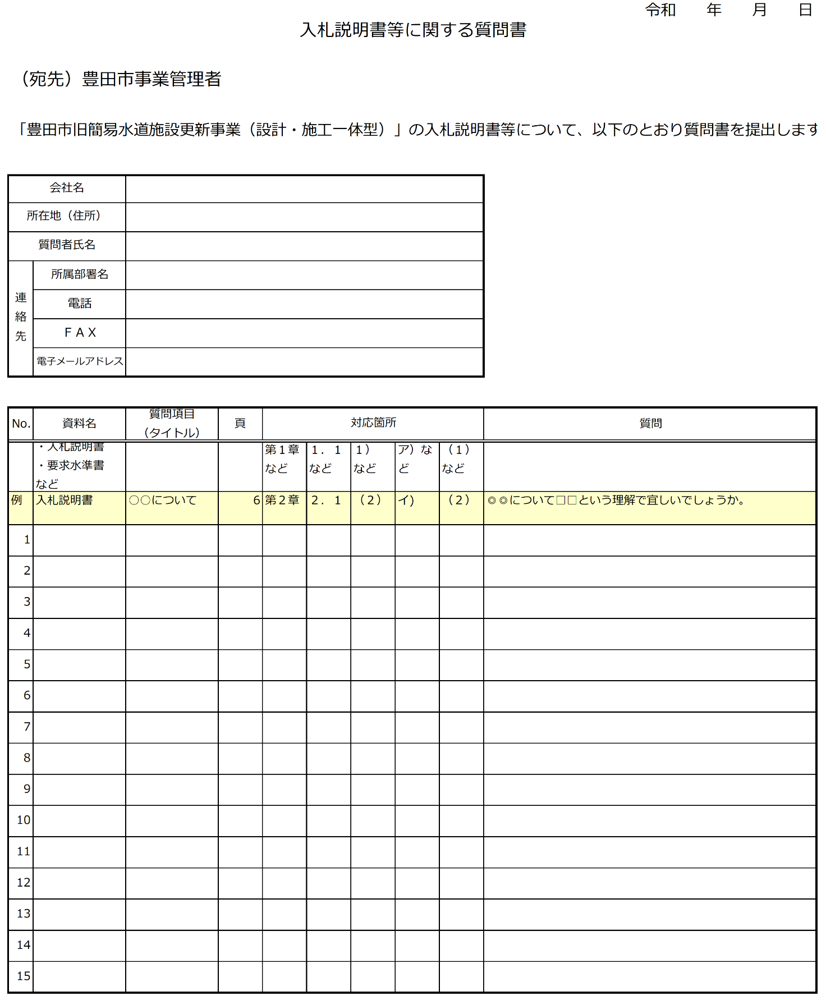 令和　　年　　月　　日
入札説明書等に関する質問書
（宛先）豊田市事業管理者
「豊田市旧簡易水道施設更新事業（設計・施工一体型）」の入札説明書等について、以下のとおり質問書を提出します
会社名
所在地（住所）
質問者氏名
連絡先
所属部署名
電話
ＦＡＸ
電子メールアドレス
No.　資料名　質問項目（タイトル）　頁　対応箇所　質問
・入札説明書
・要求水準書
など
第１章など　１．１など　１）など　ア）など　（１）など
例　入札説明書　○○について　6　第２章　２．１　（２）　イ)　（２）　◎◎について□□という理解で宜しいでしょうか。
1
2
3
4
5
6
7
8
9
10
11
12
13
14
15